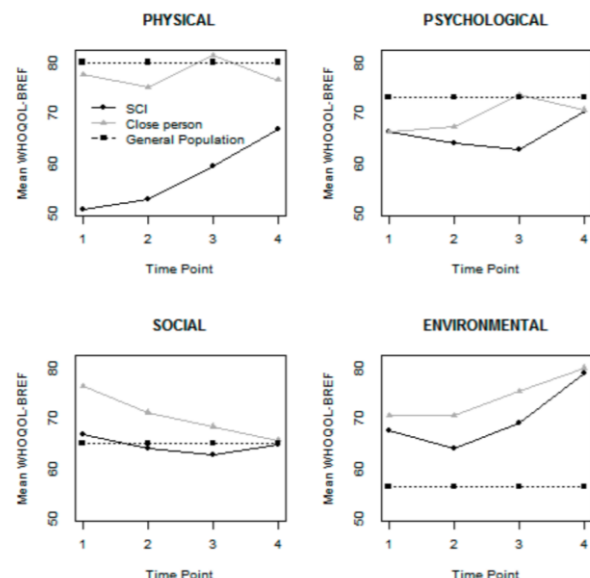 PHYSICAL
Mean WHOQOL-BREF
80
70
60
50
SCI
Close person
General Population
1 2 3 4
Time Point
PSYCHOLOGICAL
Mean WHOQOL-BREF
80
70
60
50
1 2 3 4
Time Point
SOCIAL
Mean WHOQOL-BREF
80
70
60
50
1 2 3 4
Time Point
ENVIRONMENTAL
Mean WHOQOL-BREF
80
70
60
50
1 2 3 4
Time Point